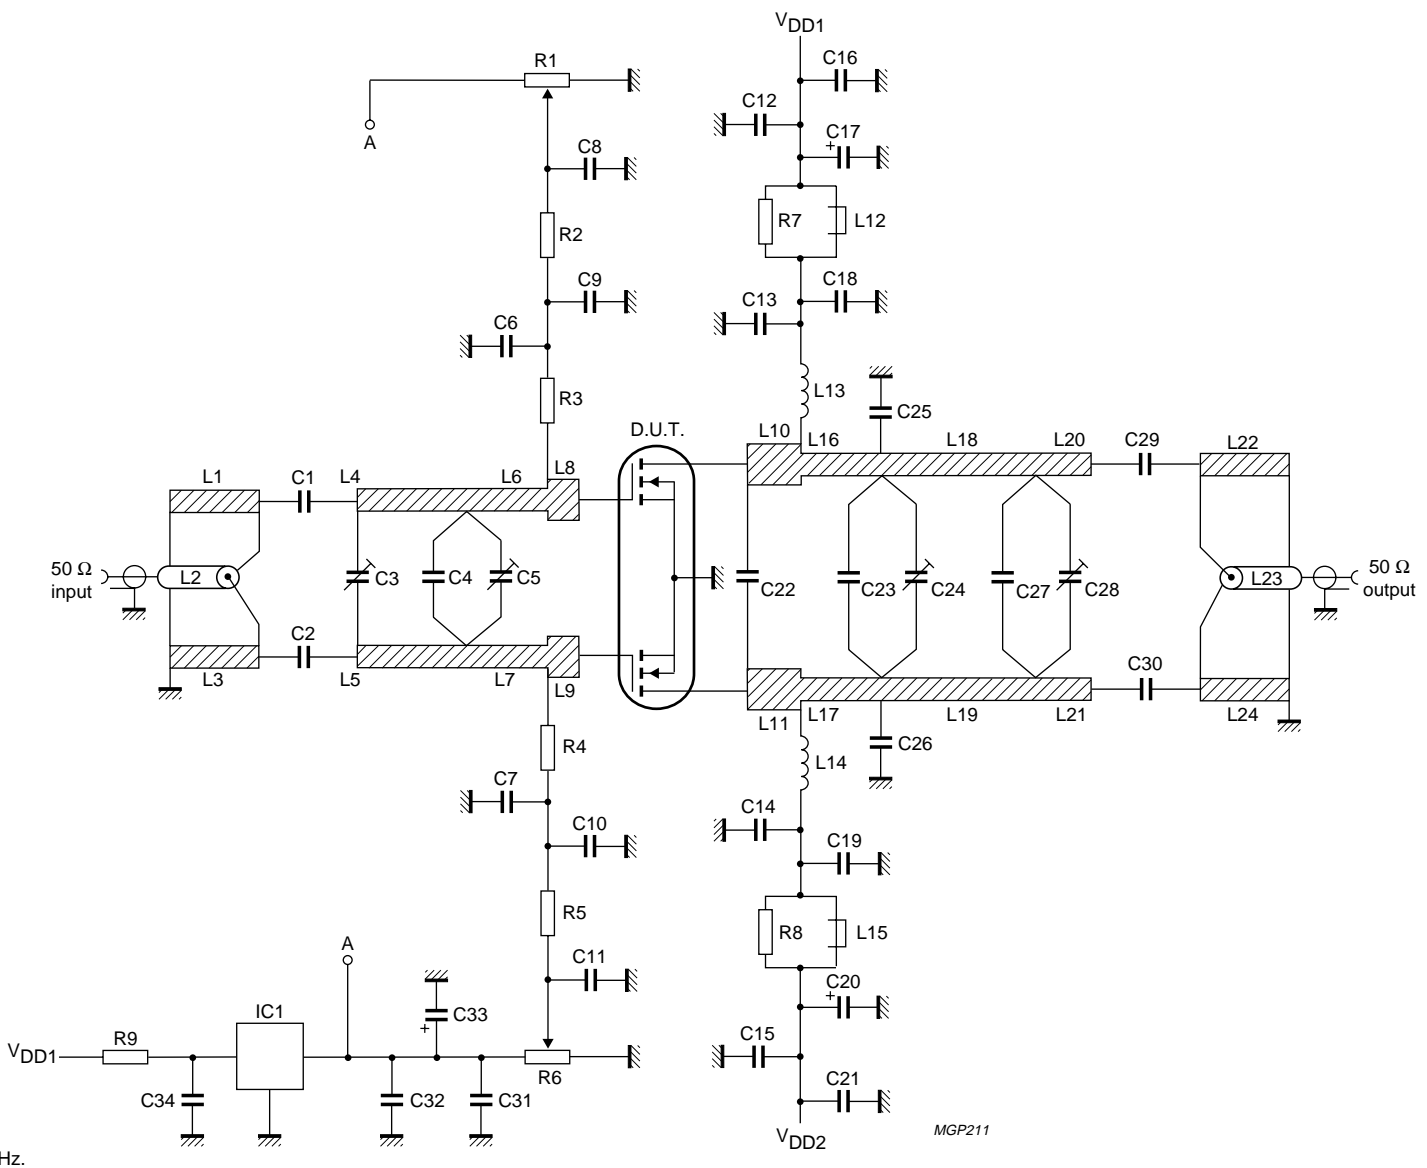 VDD1
R1
C16
C12
A
C17
C8
R7
L12
R2
C9
C18
C13
C6
L13
R3
C25
D.U.T.
L10
L16
L18
L20
C29
L22
L1
C1
L4
L6
L8
50 Ω
input
L2
C3
C4
C5
C22
C23
C24
C27
C28
L23
50 Ω
output
C2
L3
L5
L7
L9
C30
L11
L17
L19
L21
L24
R4
C26
L14
C7
C14
C10
C19
R5
R8
L15
A
C11
C20
+
IC1
C33
+
C15
VDD1
R9
R6
C34
C32
C31
C21
VDD2
MGP211
Hz.
+